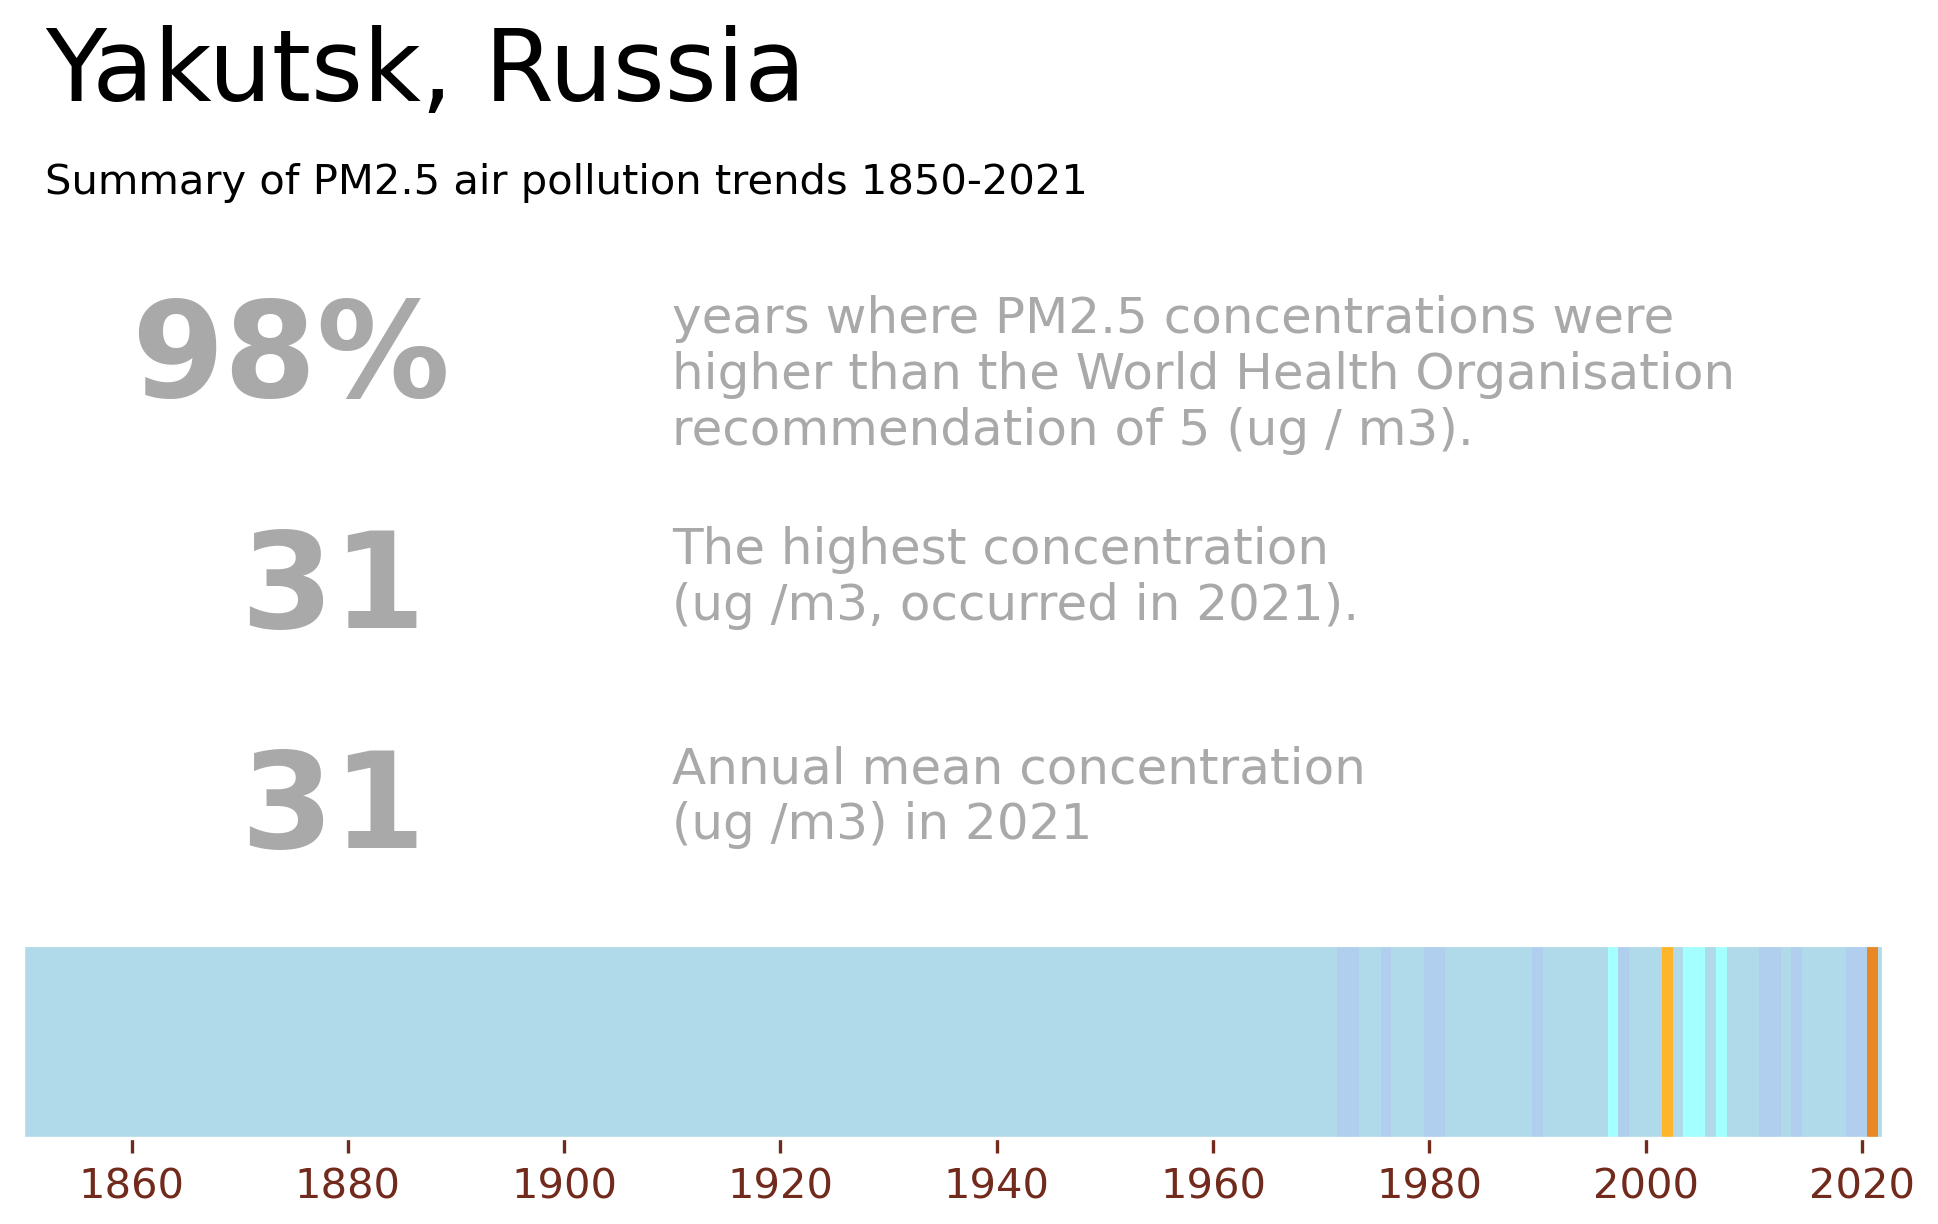 Yakutsk, Russia
Summary of PM2.5 air pollution trends 1850-2021
98%
years where PM2.5 concentrations were
higher than the World Health Organisation
recommendation of 5 (ug / m3).
31
The highest concentration
(ug /m3, occurred in 2021).
31
Annual mean concentration
(ug /m3) in 2021
1860 1880 1900 1920 1940 1960 1980 2000 2020